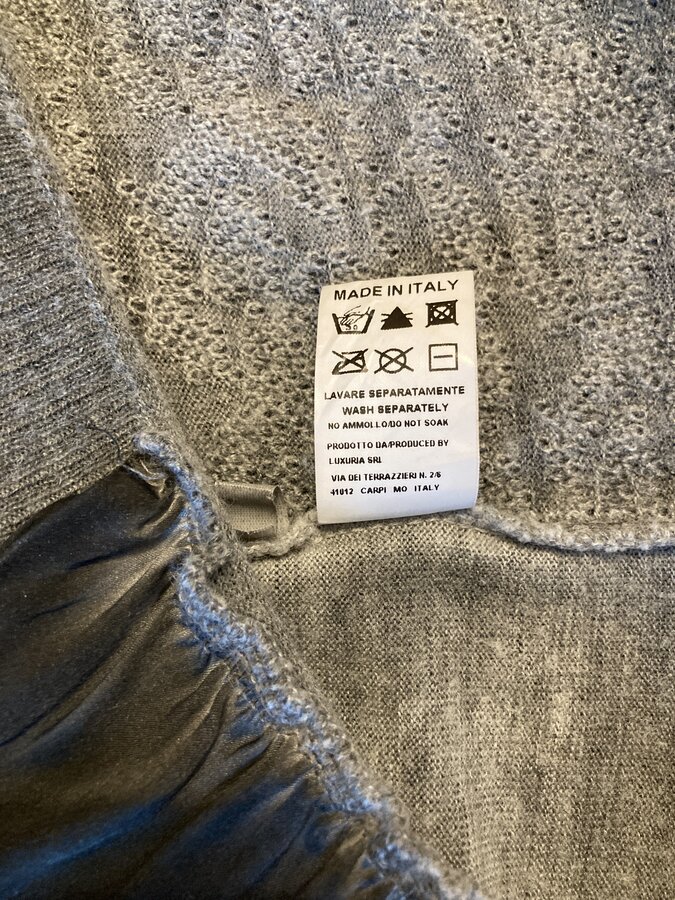 MADE IN ITALY
LAVARE SEPARATAMENTE
WASH SEPARATELY
NO AMMOLLO/DO NOT SOAK
PRODOTTO DA/PRODUCED BY
LUXURIA SRL
VIA DEI TERRAZZIERI N. 2/6
41012 CARPI MO ITALY